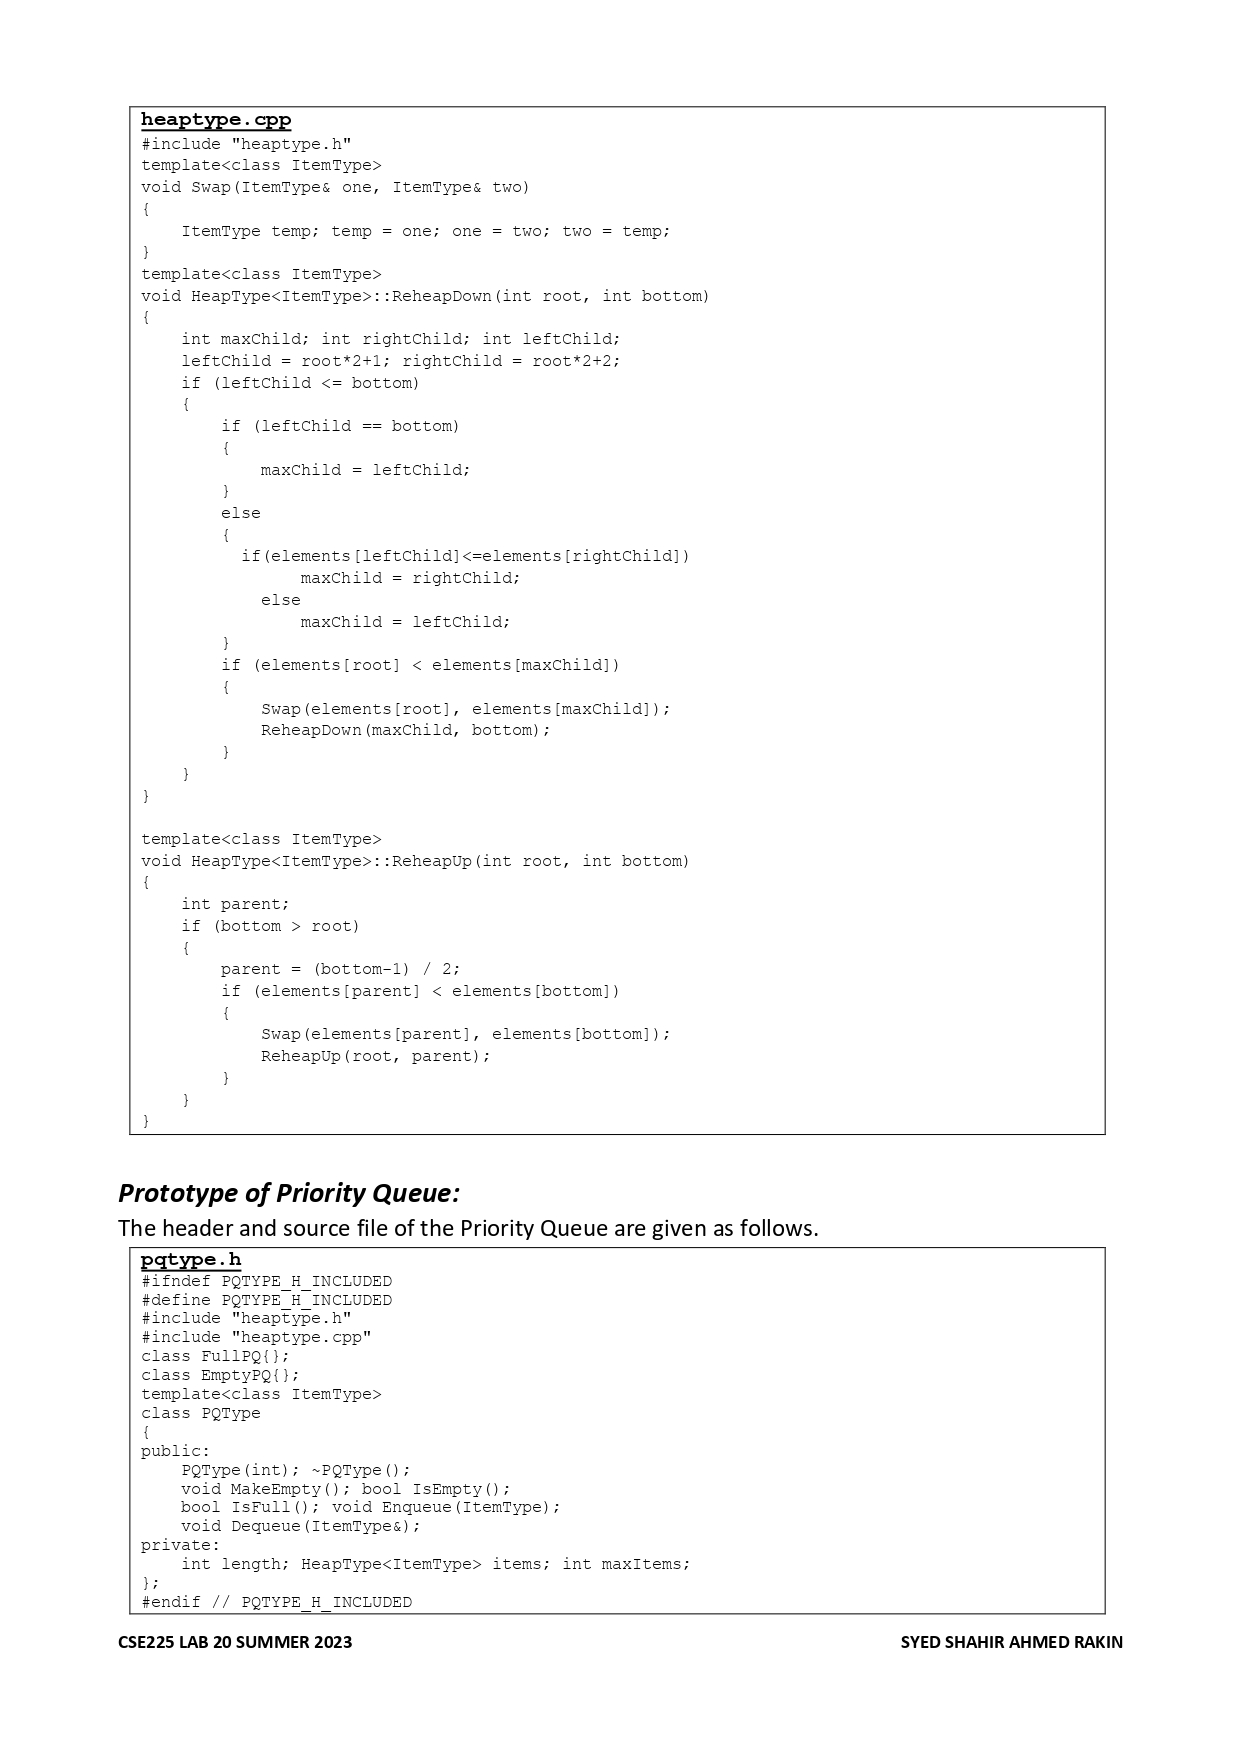 heaptype.cpp
#include "heaptype.h"
template<class ItemType>
void Swap(ItemType& one, ItemType& two)
{
    ItemType temp; temp = one; one = two; two = temp;
}
template<class ItemType>
void HeapType<ItemType>::ReheapDown(int root, int bottom)
{
    int maxChild; int rightChild; int leftChild;
    leftChild = root*2+1; rightChild = root*2+2;
    if (leftChild <= bottom)
    {
        if (leftChild == bottom)
        {
            maxChild = leftChild;
        }
        else
        {
          if(elements[leftChild]<=elements[rightChild])
                maxChild = rightChild;
            else
                maxChild = leftChild;
        }
        if (elements[root] < elements[maxChild])
        {
            Swap(elements[root], elements[maxChild]);
            ReheapDown(maxChild, bottom);
        }
    }
}

template<class ItemType>
void HeapType<ItemType>::ReheapUp(int root, int bottom)
{
    int parent;
    if (bottom > root)
    {
        parent = (bottom-1) / 2;
        if (elements[parent] < elements[bottom])
        {
            Swap(elements[parent], elements[bottom]);
            ReheapUp(root, parent);
        }
    }
}
Prototype of Priority Queue:
The header and source file of the Priority Queue are given as follows.
pqtype.h
#ifndef PQTYPE_H_INCLUDED
#define PQTYPE_H_INCLUDED
#include "heaptype.h"
#include "heaptype.cpp"
class FullPQ{};
class EmptyPQ{};
template<class ItemType>
class PQType
{
public:
    PQType(int); ~PQType();
    void MakeEmpty(); bool IsEmpty();
    bool IsFull(); void Enqueue(ItemType);
    void Dequeue(ItemType&);
private:
    int length; HeapType<ItemType> items; int maxItems;
};
#endif // PQTYPE_H_INCLUDED
CSE225 LAB 20 SUMMER 2023 SYED SHAHIR AHMED RAKIN